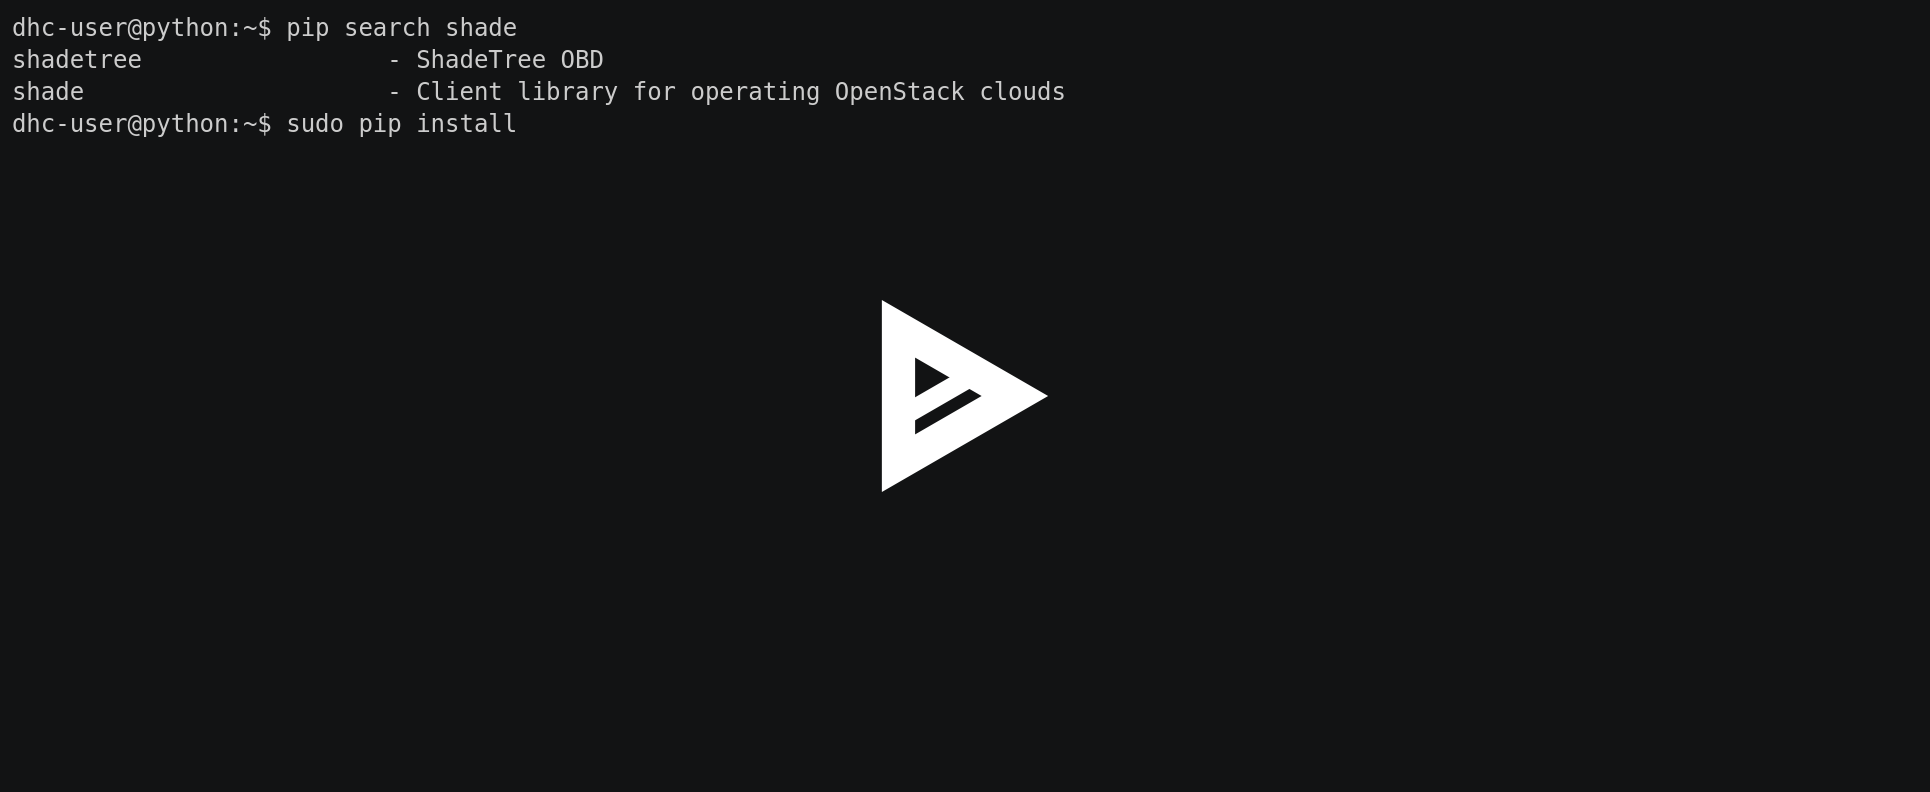 dhc-user@python:~$ pip search shade
shadetree                 - ShadeTree OBD
shade                     - Client library for operating OpenStack clouds
dhc-user@python:~$ sudo pip install